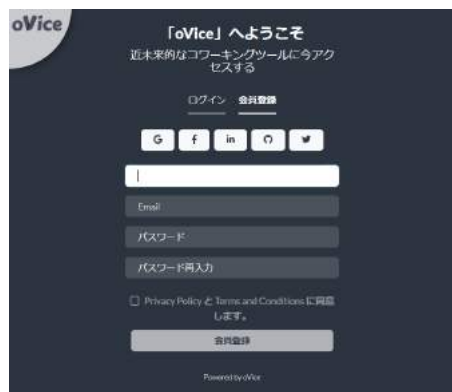 oVice
「oVice」へようこそ
近未来的なコワーキングツールに今アク
セスする
ログイン 会員登録
G f in
Email
パスワード
パスワード再入力
Privacy Policy と Terms and Conditions に同意
します。
会員登録
Powered by oVice